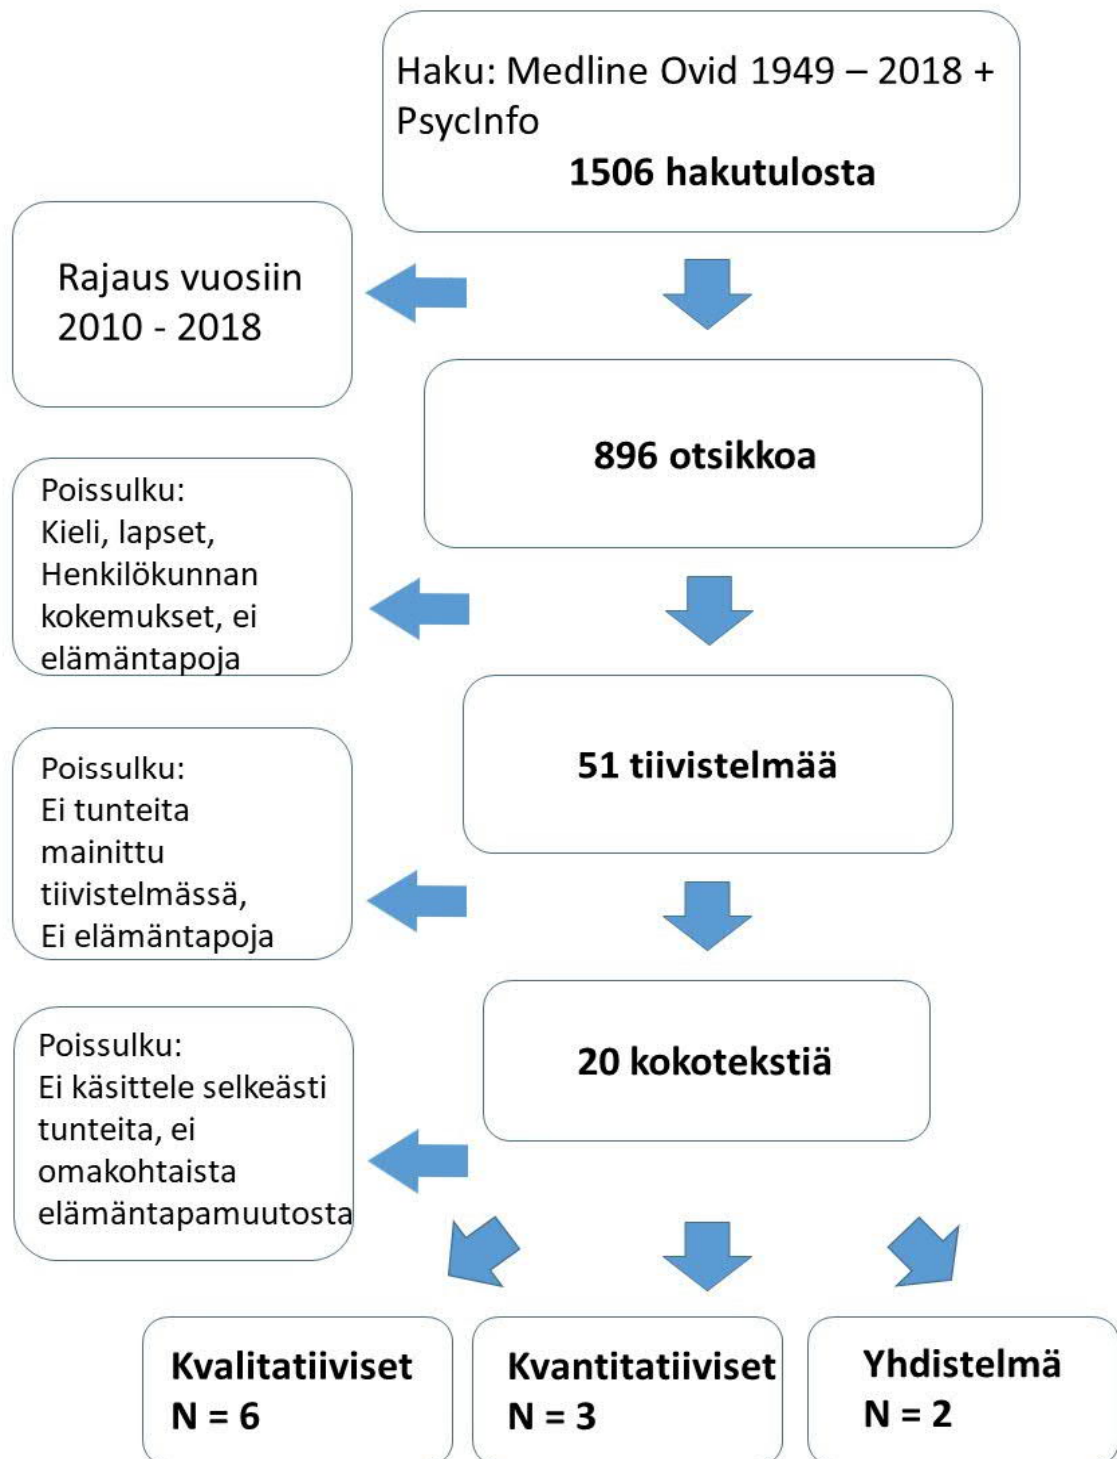 Haku: Medline Ovid 1949 – 2018 +
PsycInfo
1506 hakutulosta
Rajaus vuosiin
2010 - 2018
896 otsikkoa
Poissulku:
Kieli, lapset,
Henkilökunnan
kokemukset, ei
elämäntapoja
51 tiivistelmää
Poissulku:
Ei tunteita
mainittu
tiivistelmässä,
Ei elämäntapoja
20 kokotekstiä
Poissulku:
Ei käsittele selkeästi
tunteita, ei
omakohtaista
elämäntapamuutosta
Kvalitatiiviset
N = 6
Kvantitatiiviset
N = 3
Yhdistelmä
N = 2